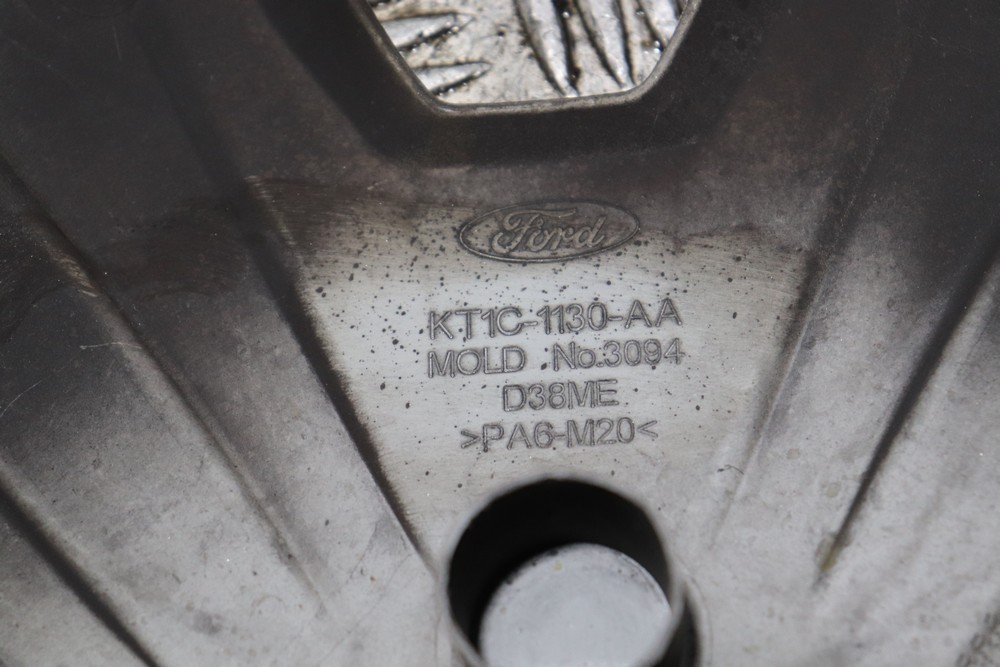 Ford
KT1C-1130-AA
MOLD No.3094
D38ME
>PA6-M20<